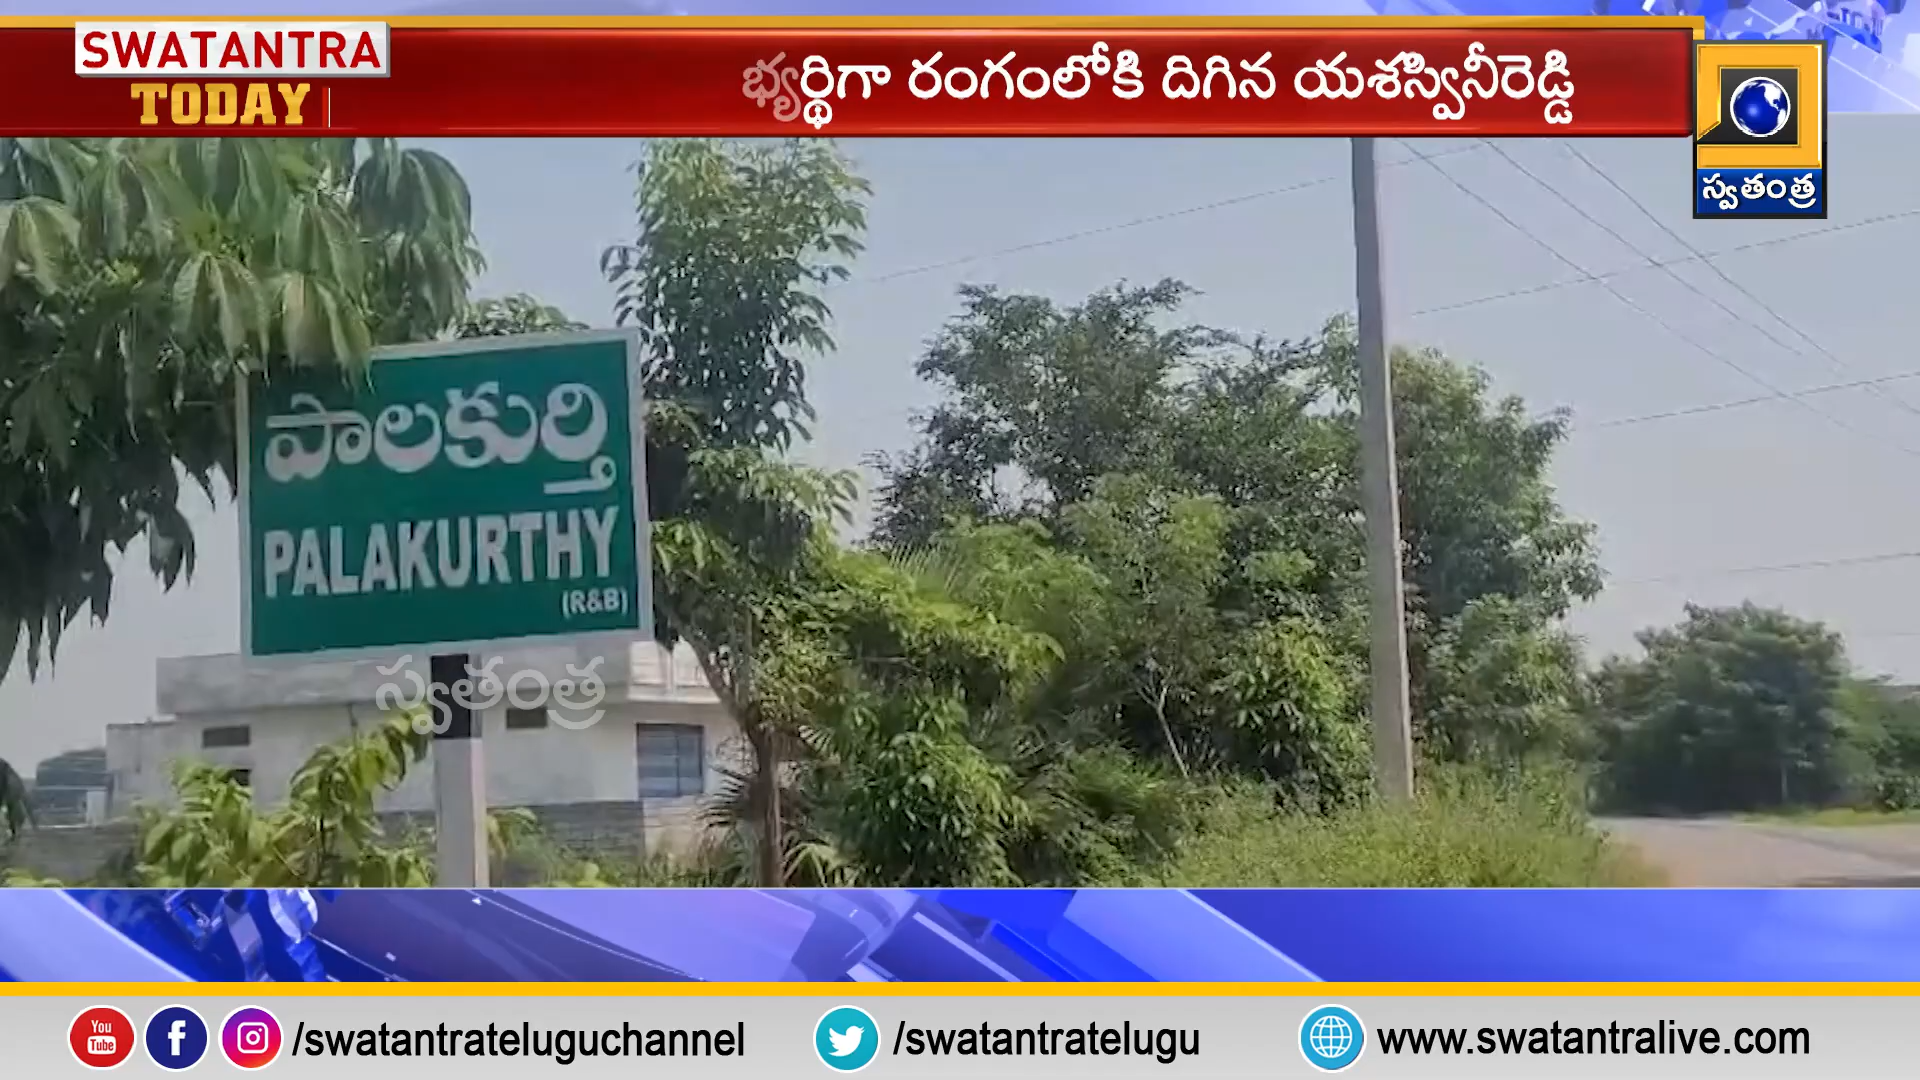 SWATANTRA
TODAY
భ్యర్థిగా రంగంలోకి దిగిన యశస్వినీరెడ్డి
స్వతంత్ర
పాలకుర్తి
PALAKURTHY
(R&B)
స్వతంత్ర
You
Tube
/swatantrateluguchannel
/swatantratelugu
www.swatantralive.com